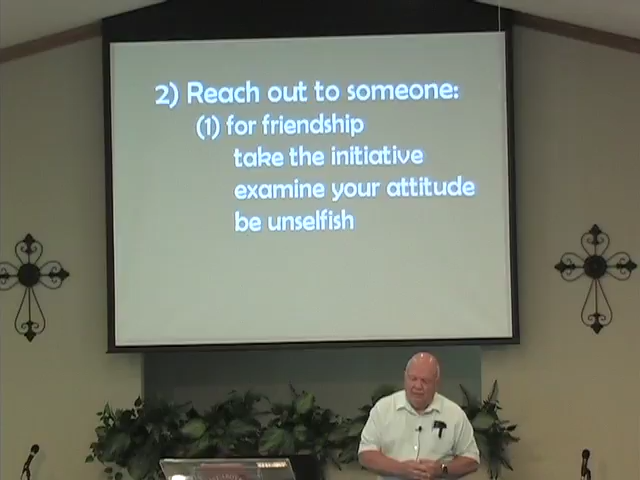 2) Reach out to someone:
(1) for friendship
take the initiative
examine your attitude
be unselfish